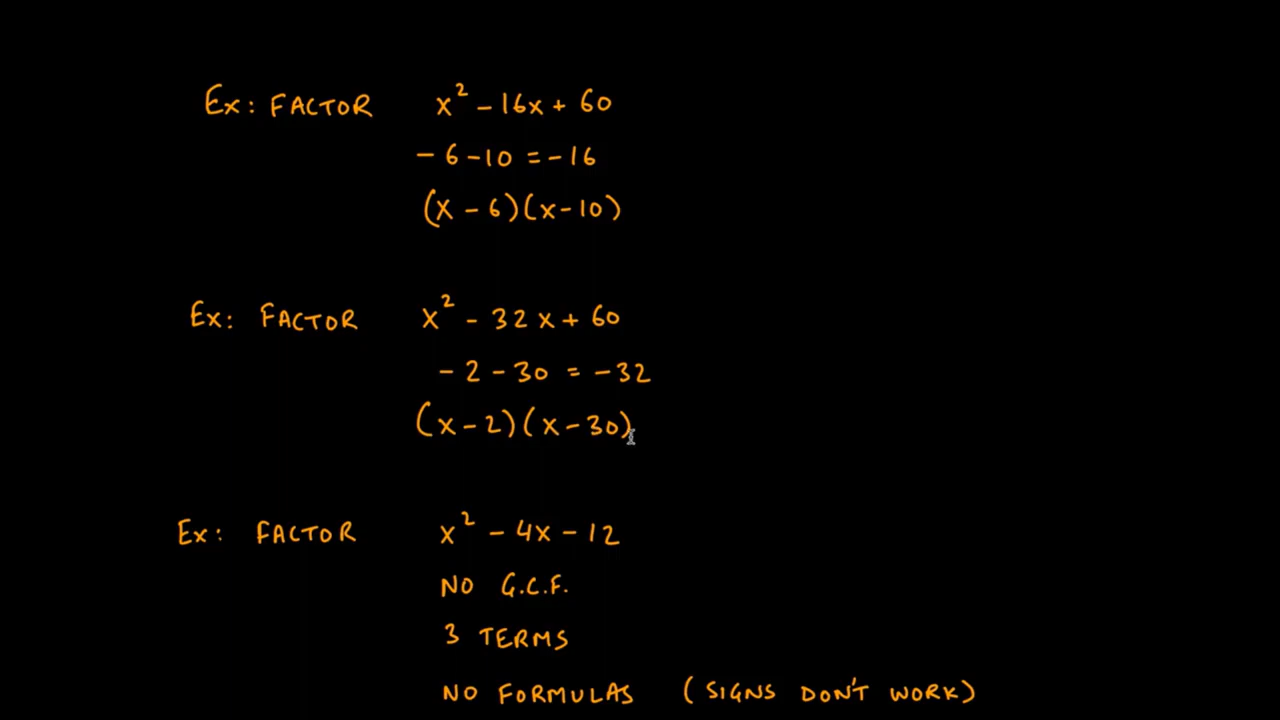 Ex: FACTOR x² - 16x + 60
- 6 - 10 = - 16
(x - 6)(x - 10)
Ex: FACTOR x² - 32x + 60
- 2 - 30 = - 32
(x - 2)(x - 30)
Ex: FACTOR x² - 4x - 12
NO G.C.F.
3 TERMS
NO FORMULAS (SIGNS DON'T WORK)